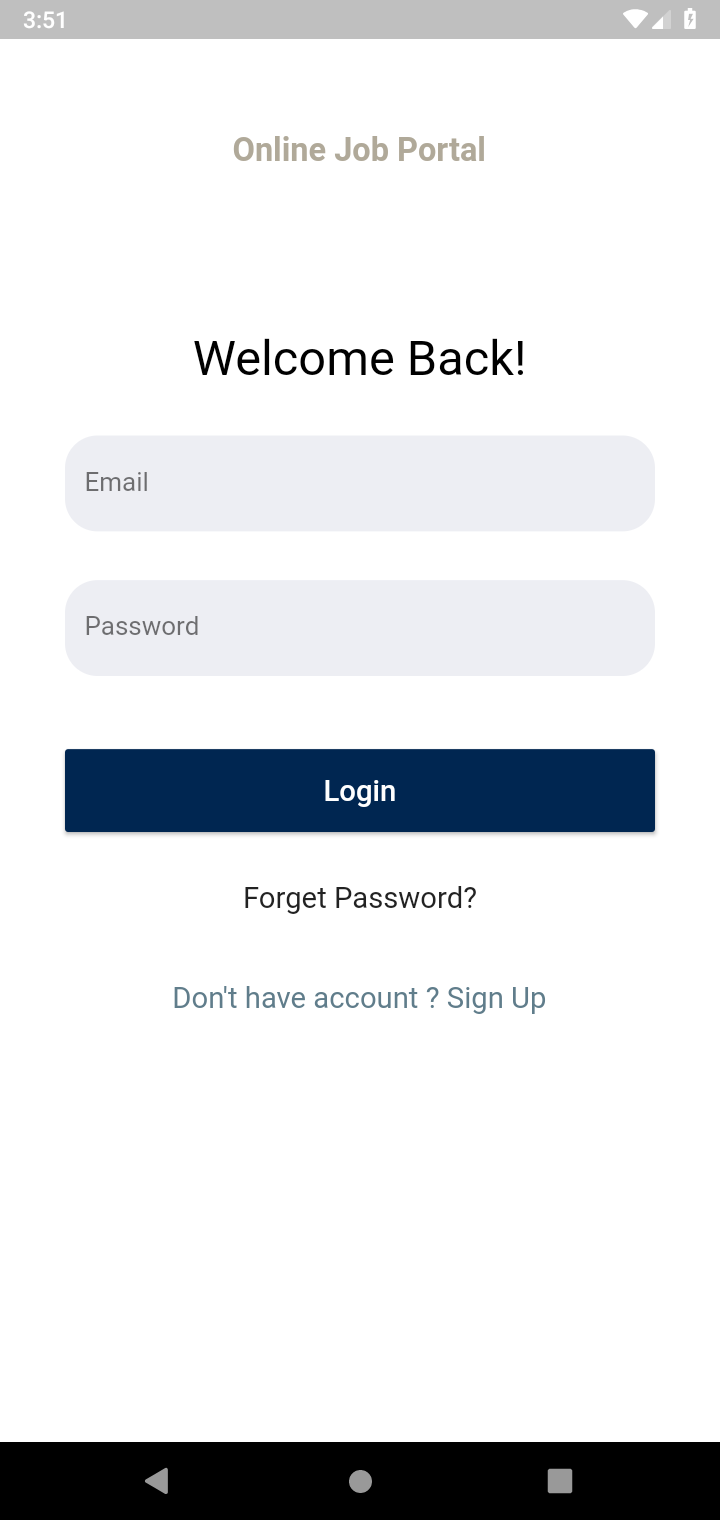 3:51
Online Job Portal
Welcome Back!
Email
Password
Login
Forget Password?
Don't have account ? Sign Up